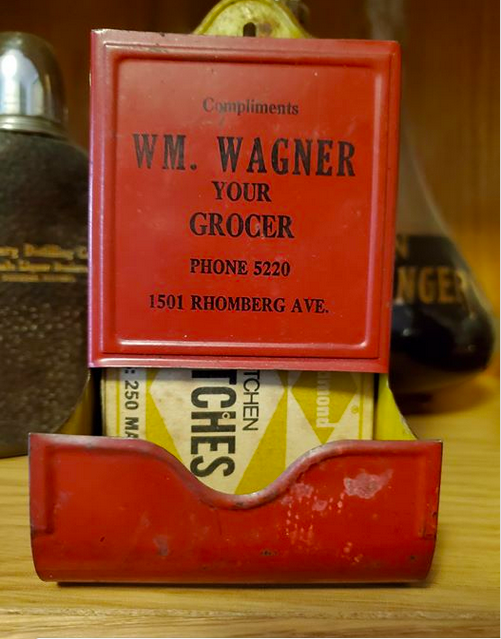 Compliments
WM. WAGNER
YOUR
GROCER
PHONE 5220
1501 RHOMBERG AVE.
TCHEN
TCHES
: 250 MA
mond
NGER